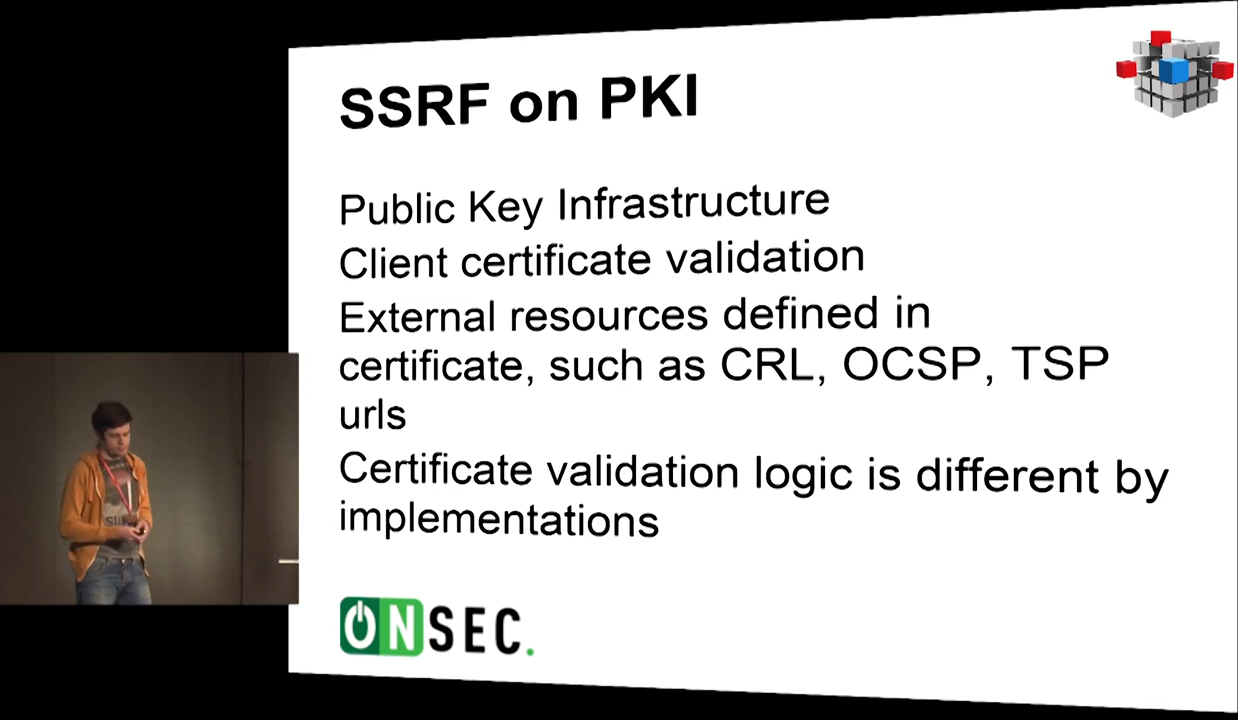 SSRF on PKI
Public Key Infrastructure
Client certificate validation
External resources defined in
certificate, such as CRL, OCSP, TSP
urls
Certificate validation logic is different by
implementations
ONSEC.